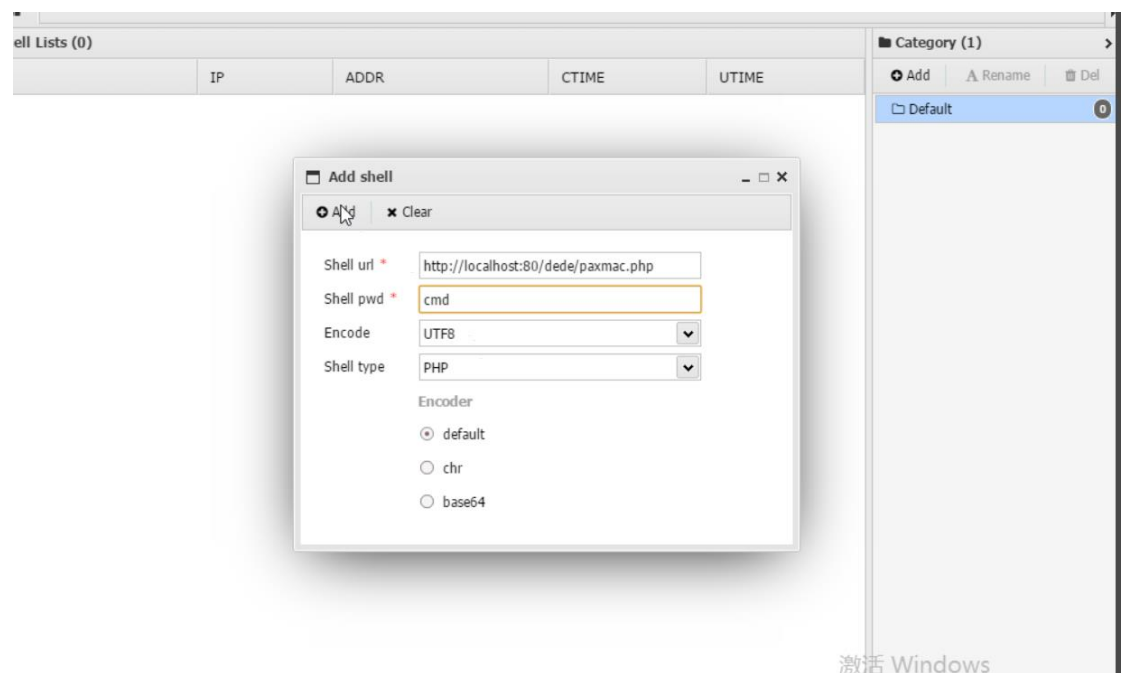 ell Lists (0)
Category (1)
IP ADDR CTIME UTIME
Add Rename Del
Default 0
Add shell
Add Clear
Shell url * http://localhost:80/dede/paxmac.php
Shell pwd * cmd
Encode UTF8
Shell type PHP
Encoder
default
chr
base64
激活 Windows